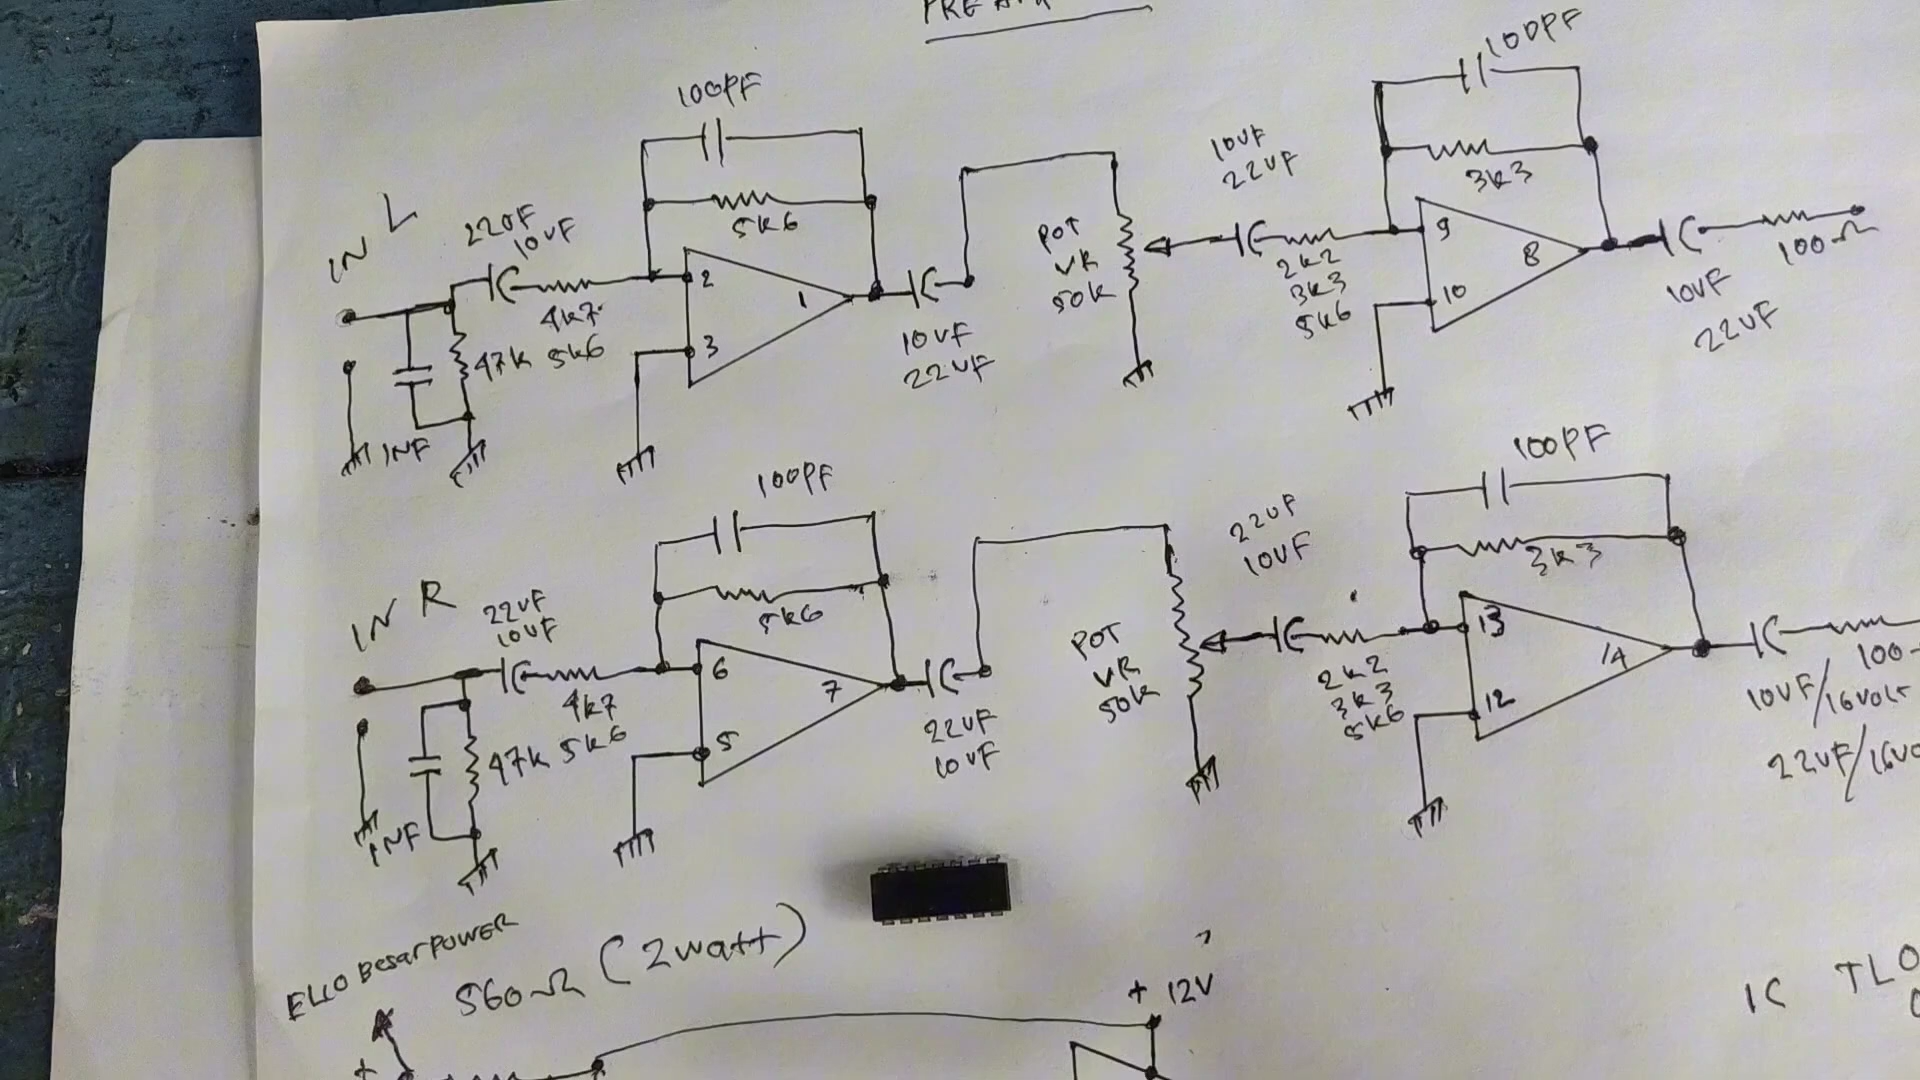 100PF
100PF
IN L
22UF
10UF
10UF
22UF
3k3
5k6
4k7
47k 5k6
1NF
2
3
1
10UF
22UF
POT
VR
50k
2k2
3k3
5k6
9
10
8
10UF
22UF
100Ω
100PF
100PF
IN R
22UF
10UF
22UF
10UF
3k3
5k6
4k7
47k 5k6
1NF
6
5
7
22UF
10UF
POT
VR
50k
2k2
3k3
5k6
13
12
14
100
10UF/16VOLT
22UF/16VO
ELCO Besar POWER
560Ω (2watt)
+ 12V
+
IC TLO